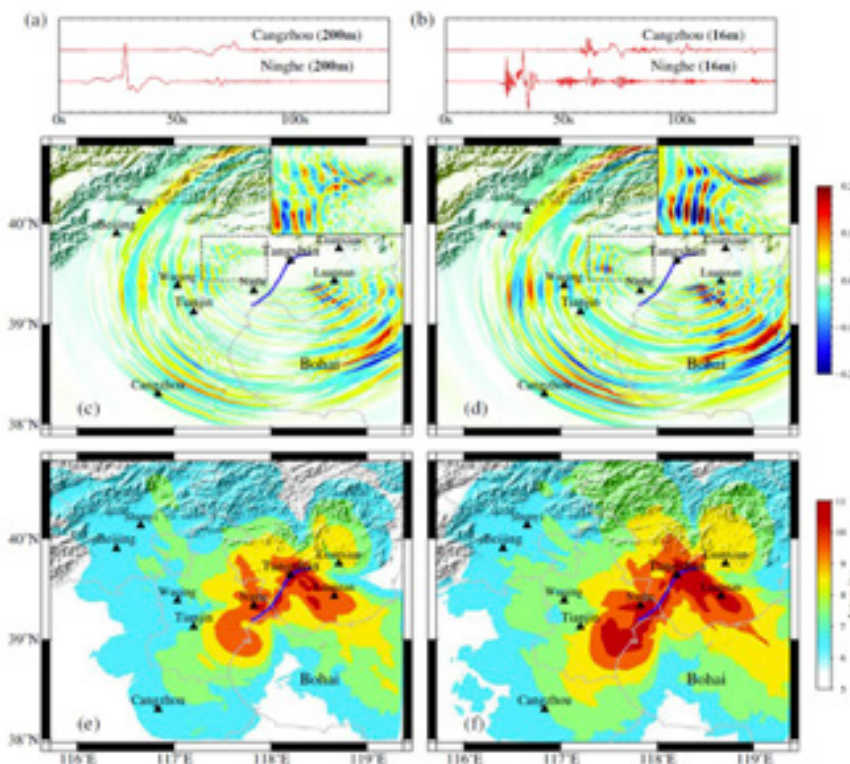 (a)
Cangzhou (200m)
Ninghe (200m)
0s 50s 100s
(b)
Cangzhou (16m)
Ninghe (16m)
0s 50s 100s
40°N
39°N
38°N
Beijing
Wuqing
Tianjin
Ninghe
Tangshan
Luannan
Cangzhou
Bohai
(c)
Beijing
Wuqing
Tianjin
Ninghe
Tangshan
Luannan
Cangzhou
Bohai
(d)
40°N
39°N
38°N
Beijing
Wuqing
Tianjin
Ninghe
Tangshan
Luannan
Cangzhou
Bohai
(e)
116°E 117°E 118°E 119°E
Beijing
Wuqing
Tianjin
Ninghe
Tangshan
Luannan
Cangzhou
Bohai
(f)
116°E 117°E 118°E 119°E
11
10
9
8
7
6
5